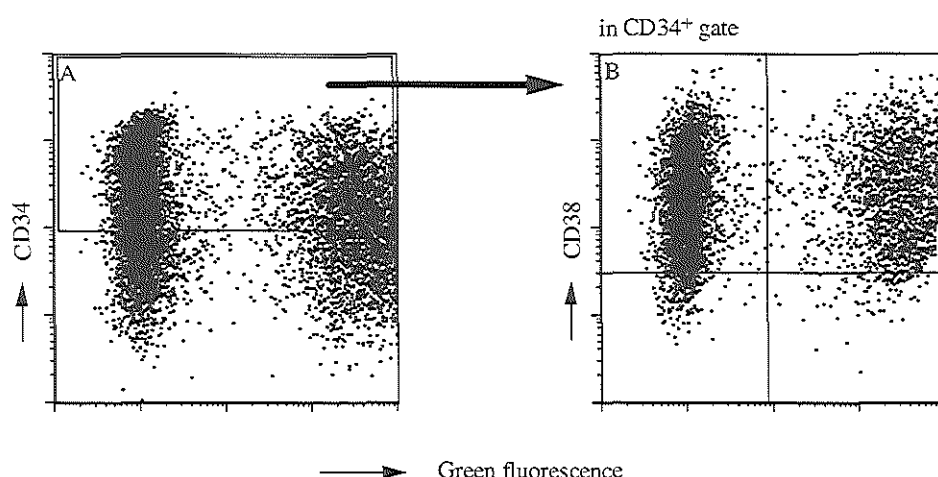 in CD34+ gate
A
B
CD34
CD38
Green fluorescence